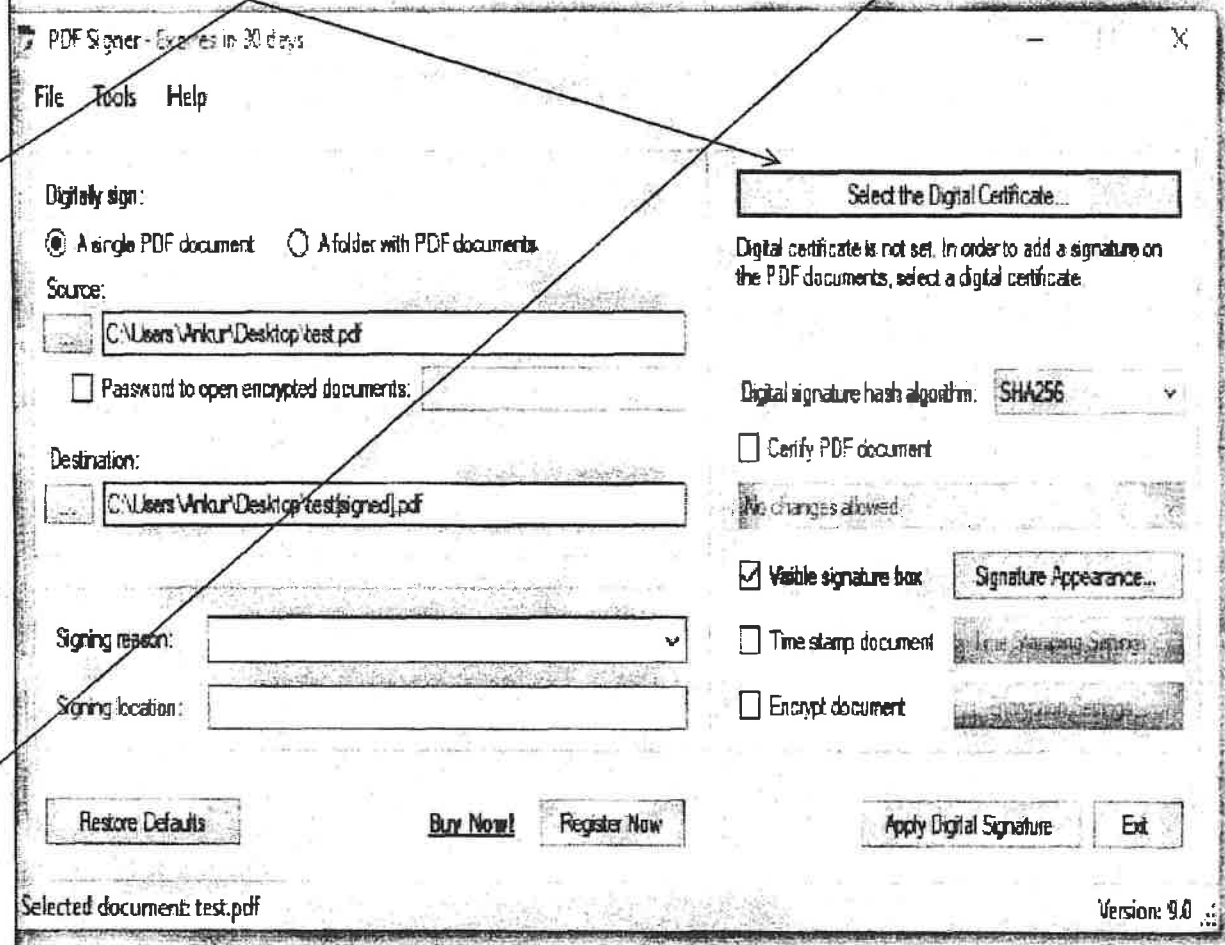 PDF Signer - Expires in 30 days
File Tools Help
Digitally sign:
A single PDF document A folder with PDF documents
Source:
... C:\Users\Ankur\Desktop\test.pdf
Password to open encrypted documents:
Destination:
... C:\Users\Ankur\Desktop\test[signed].pdf
Signing reason:
Signing location:
Restore Defaults Buy Now! Register Now
Select the Digital Certificate...
Digital certificate is not set. In order to add a signature on
the PDF documents, select a digital certificate.
Digital signature hash algorithm: SHA256
Certify PDF document
No changes allowed.
Visible signature box Signature Appearance...
Time stamp document Time Stamping Settings
Encrypt document
Apply Digital Signature Exit
Selected document: test.pdf
Version: 9.0